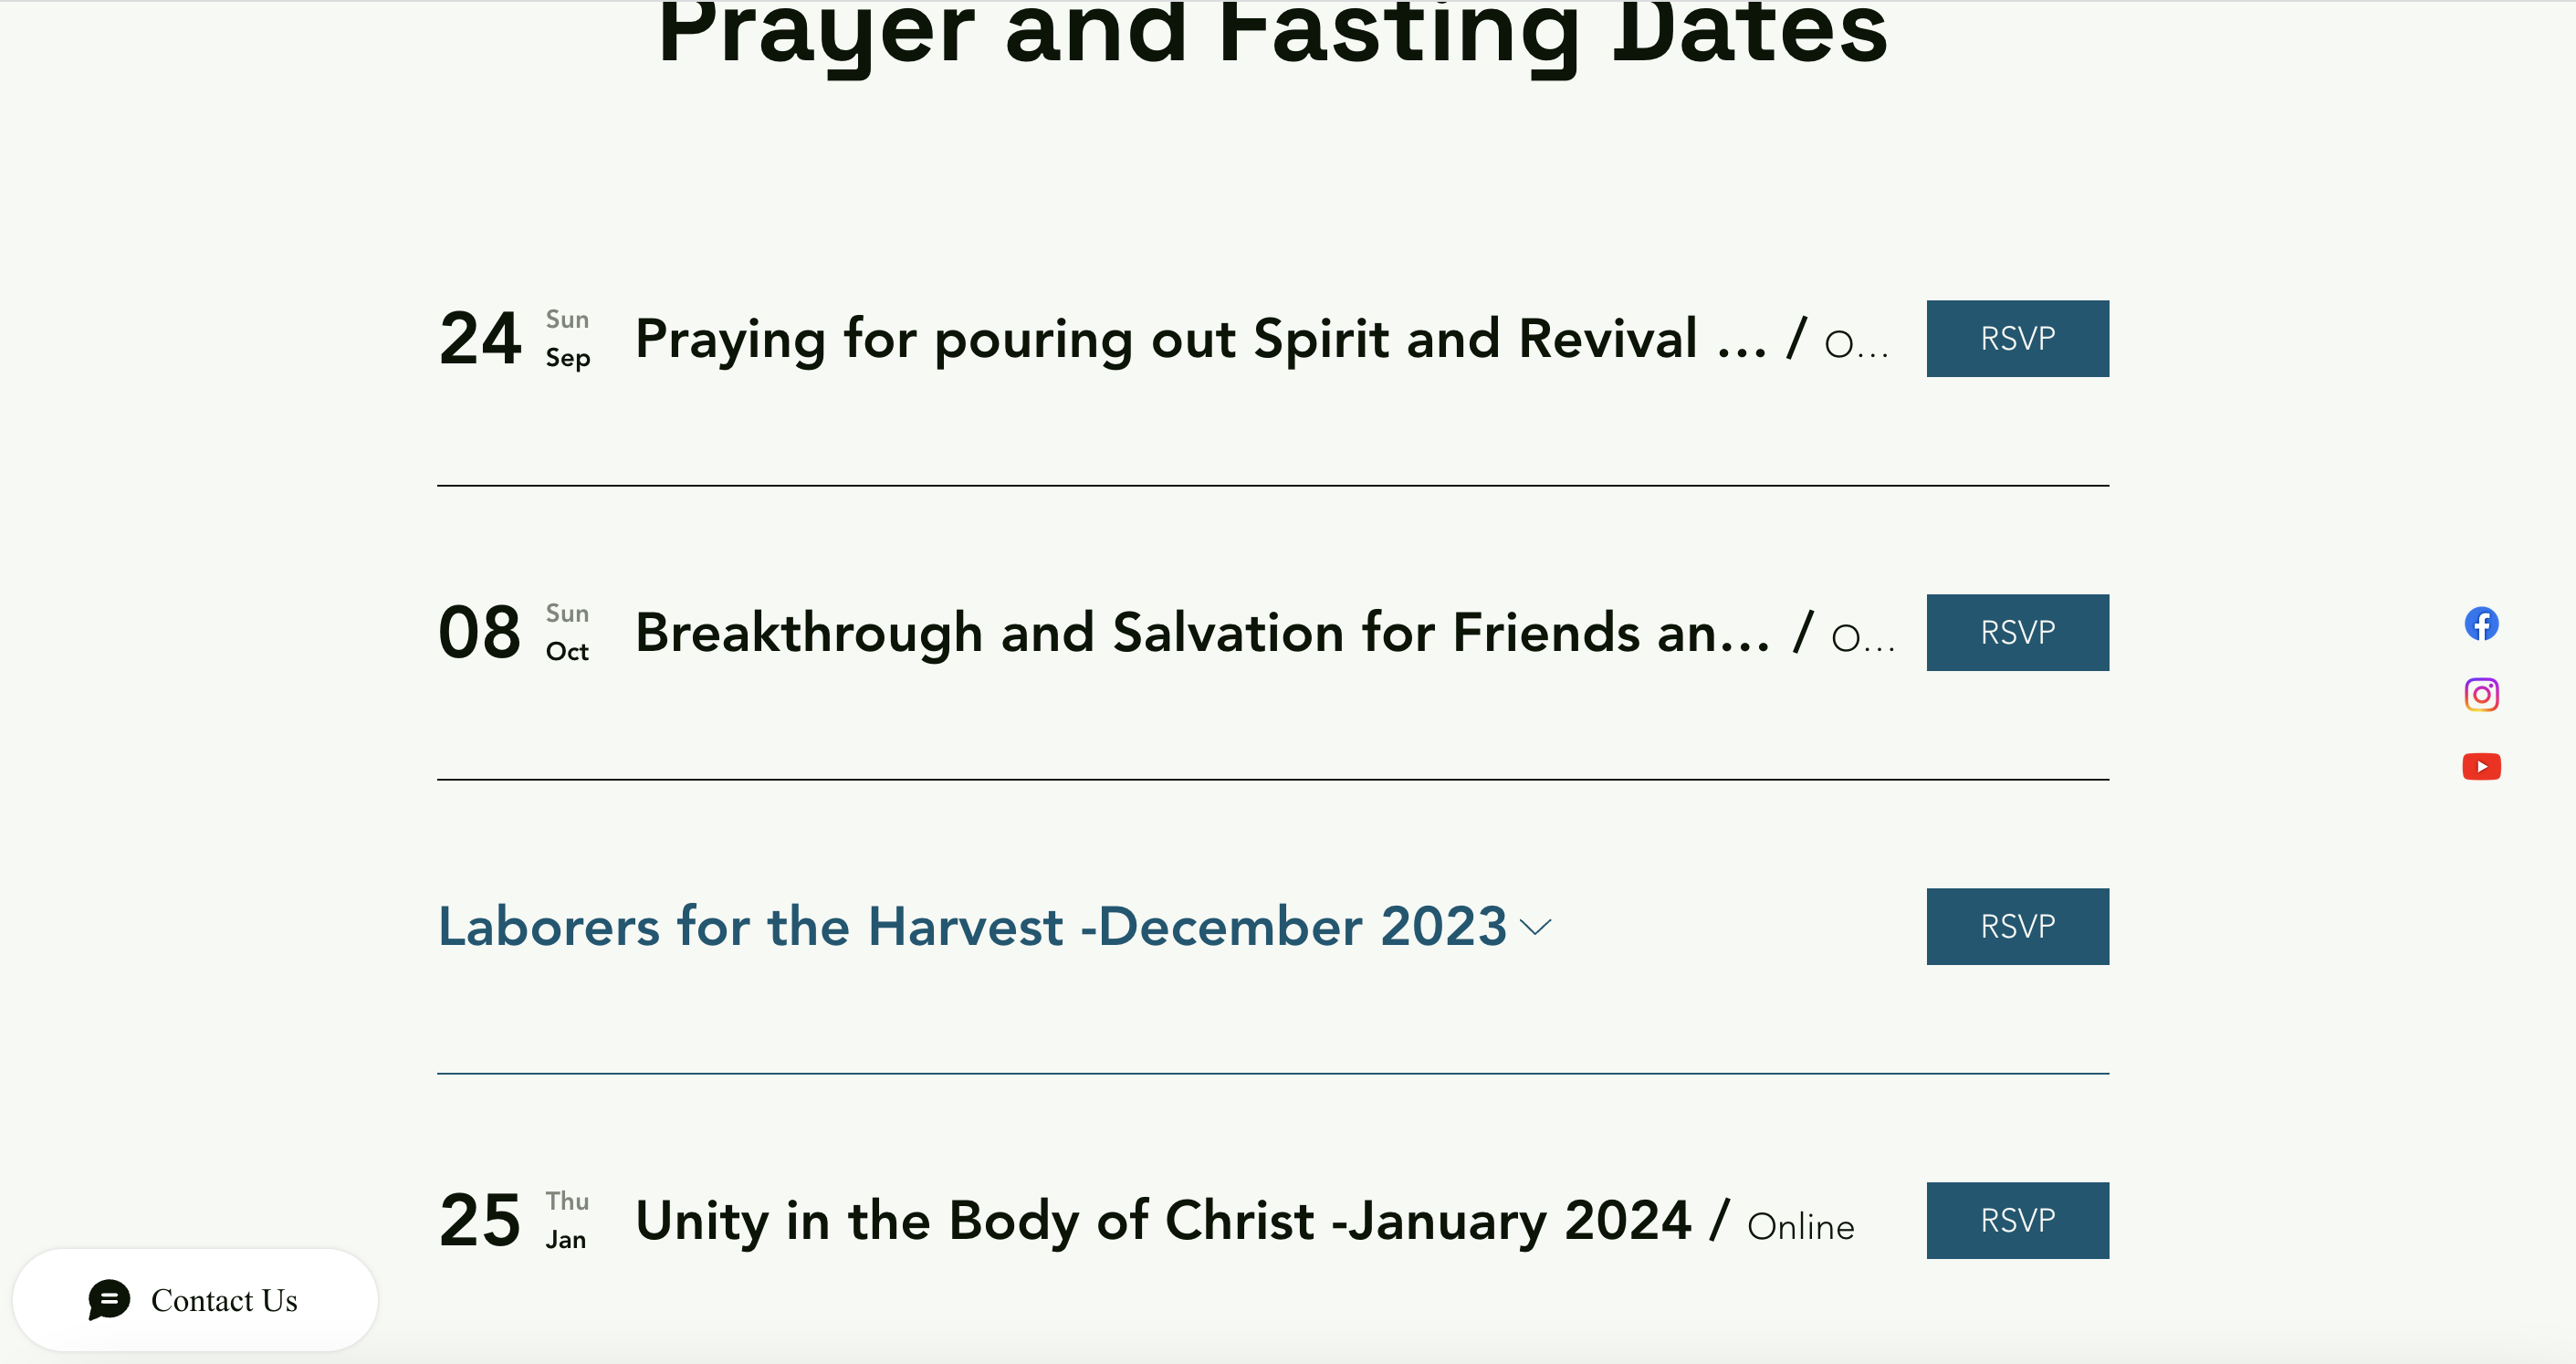 Prayer and Fasting Dates
24 Sun Sep Praying for pouring out Spirit and Revival ... / O... RSVP
08 Sun Oct Breakthrough and Salvation for Friends an... / O... RSVP
Laborers for the Harvest -December 2023 RSVP
25 Thu Jan Unity in the Body of Christ -January 2024 / Online RSVP
Contact Us